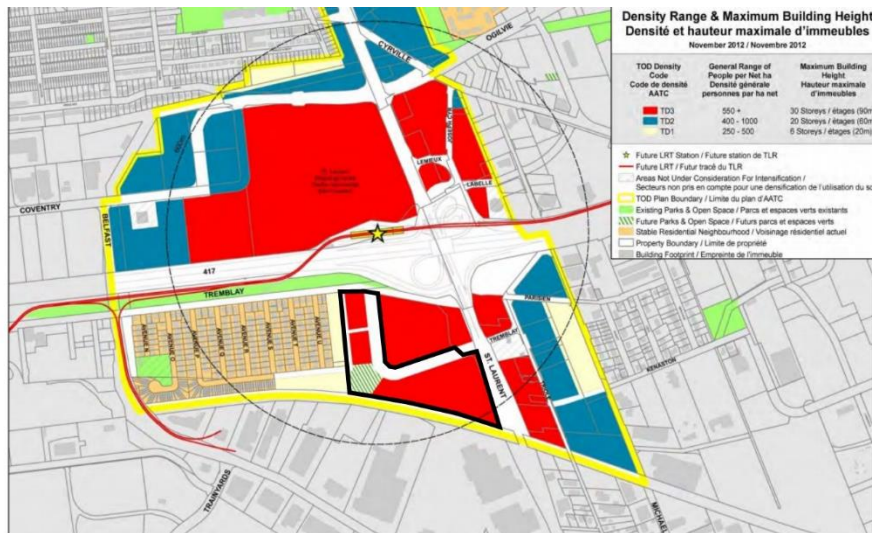 Density Range & Maximum Building Height
Densité et hauteur maximale d'immeubles
November 2012 / Novembre 2012
TOD Density
Code
Code de densité
AATC
General Range of
People per Net ha
Densité générale
personnes par ha net
Maximum Building
Height
Hauteur maximale
d'immeubles
TD3 550 + 30 Storeys / étages (90m
TD2 400 - 1000 20 Storeys / étages (60m
TD1 250 - 500 6 Storeys / étages (20m)
Future LRT Station / Future station de TLR
Future LRT / Futur tracé du TLR
Areas Not Under Consideration For Intensification /
Secteurs non pris en compte pour une densification de l'utilisation du so
TOD Plan Boundary / Limite du plan d'AATC
Existing Parks & Open Space / Parcs et espaces verts existants
Future Parks & Open Space / Futurs parcs et espaces verts
Stable Residential Neighbourhood / Voisinage résidentiel actuel
Property Boundary / Limite de propriété
Building Footprint / Empreinte de l'immeuble
CYRVILLE
OGILVIE
LEMIEUX
LABELLE
COVENTRY
BELFAST
417
TREMBLAY
AVENUE N
AVENUE O
AVENUE P
AVENUE Q
AVENUE R
AVENUE T
AVENUE U
PARISIEN
TREMBLAY
ST. LAURENT
KENASTON
TRAINYARDS
MICHAEL